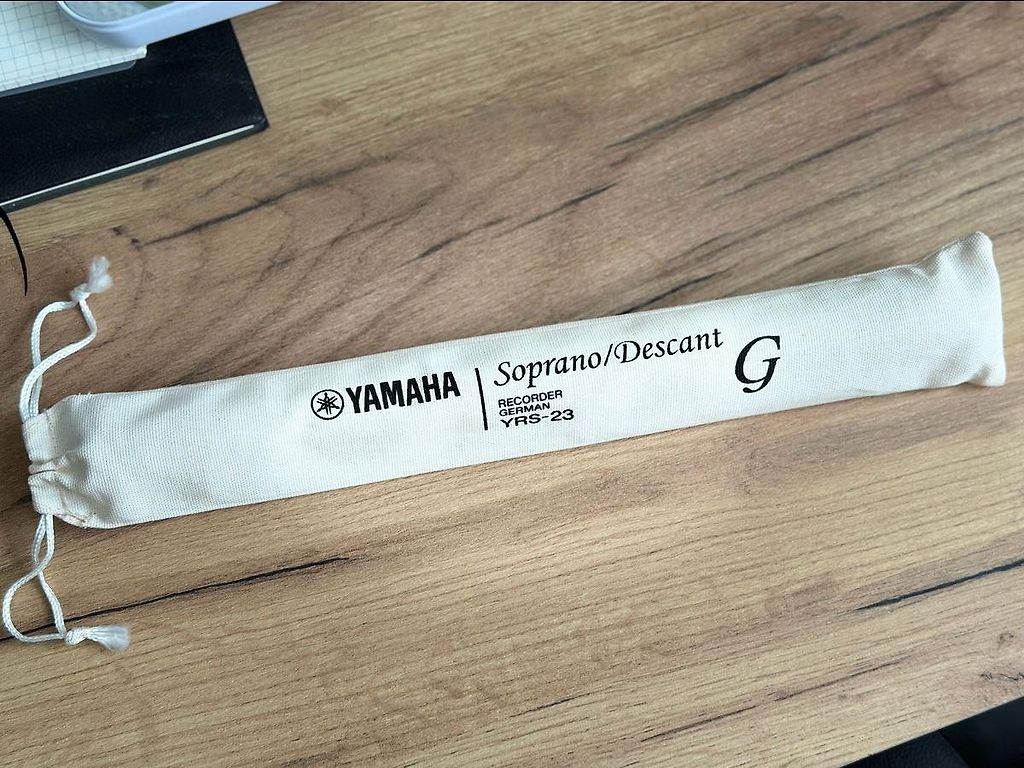 YAMAHA
Soprano/Descant
RECORDER
GERMAN
YRS-23
G